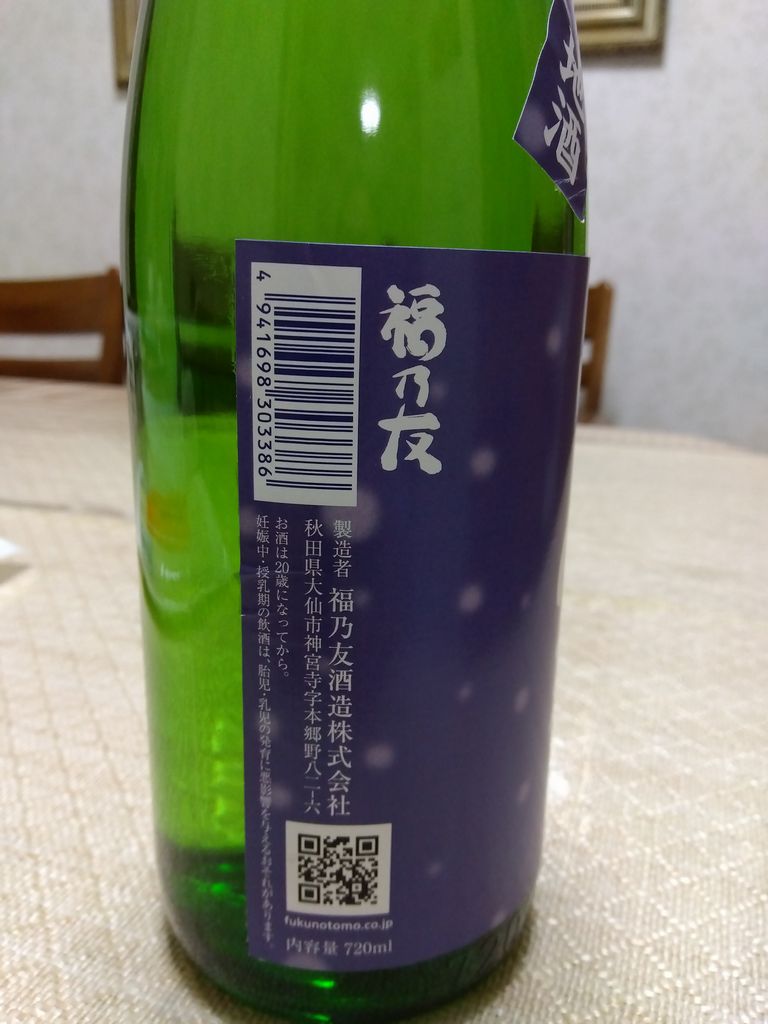 地酒
福乃友
4 941698 303386
製造者 福乃友酒造株式会社
秋田県大仙市神宮寺字本郷野八二-六
お酒は20歳になってから。
妊娠中・授乳期の飲酒は、胎児・乳児の発育に悪影響を与えるおそれがあります。
fukunotomo.co.jp
内容量 720ml